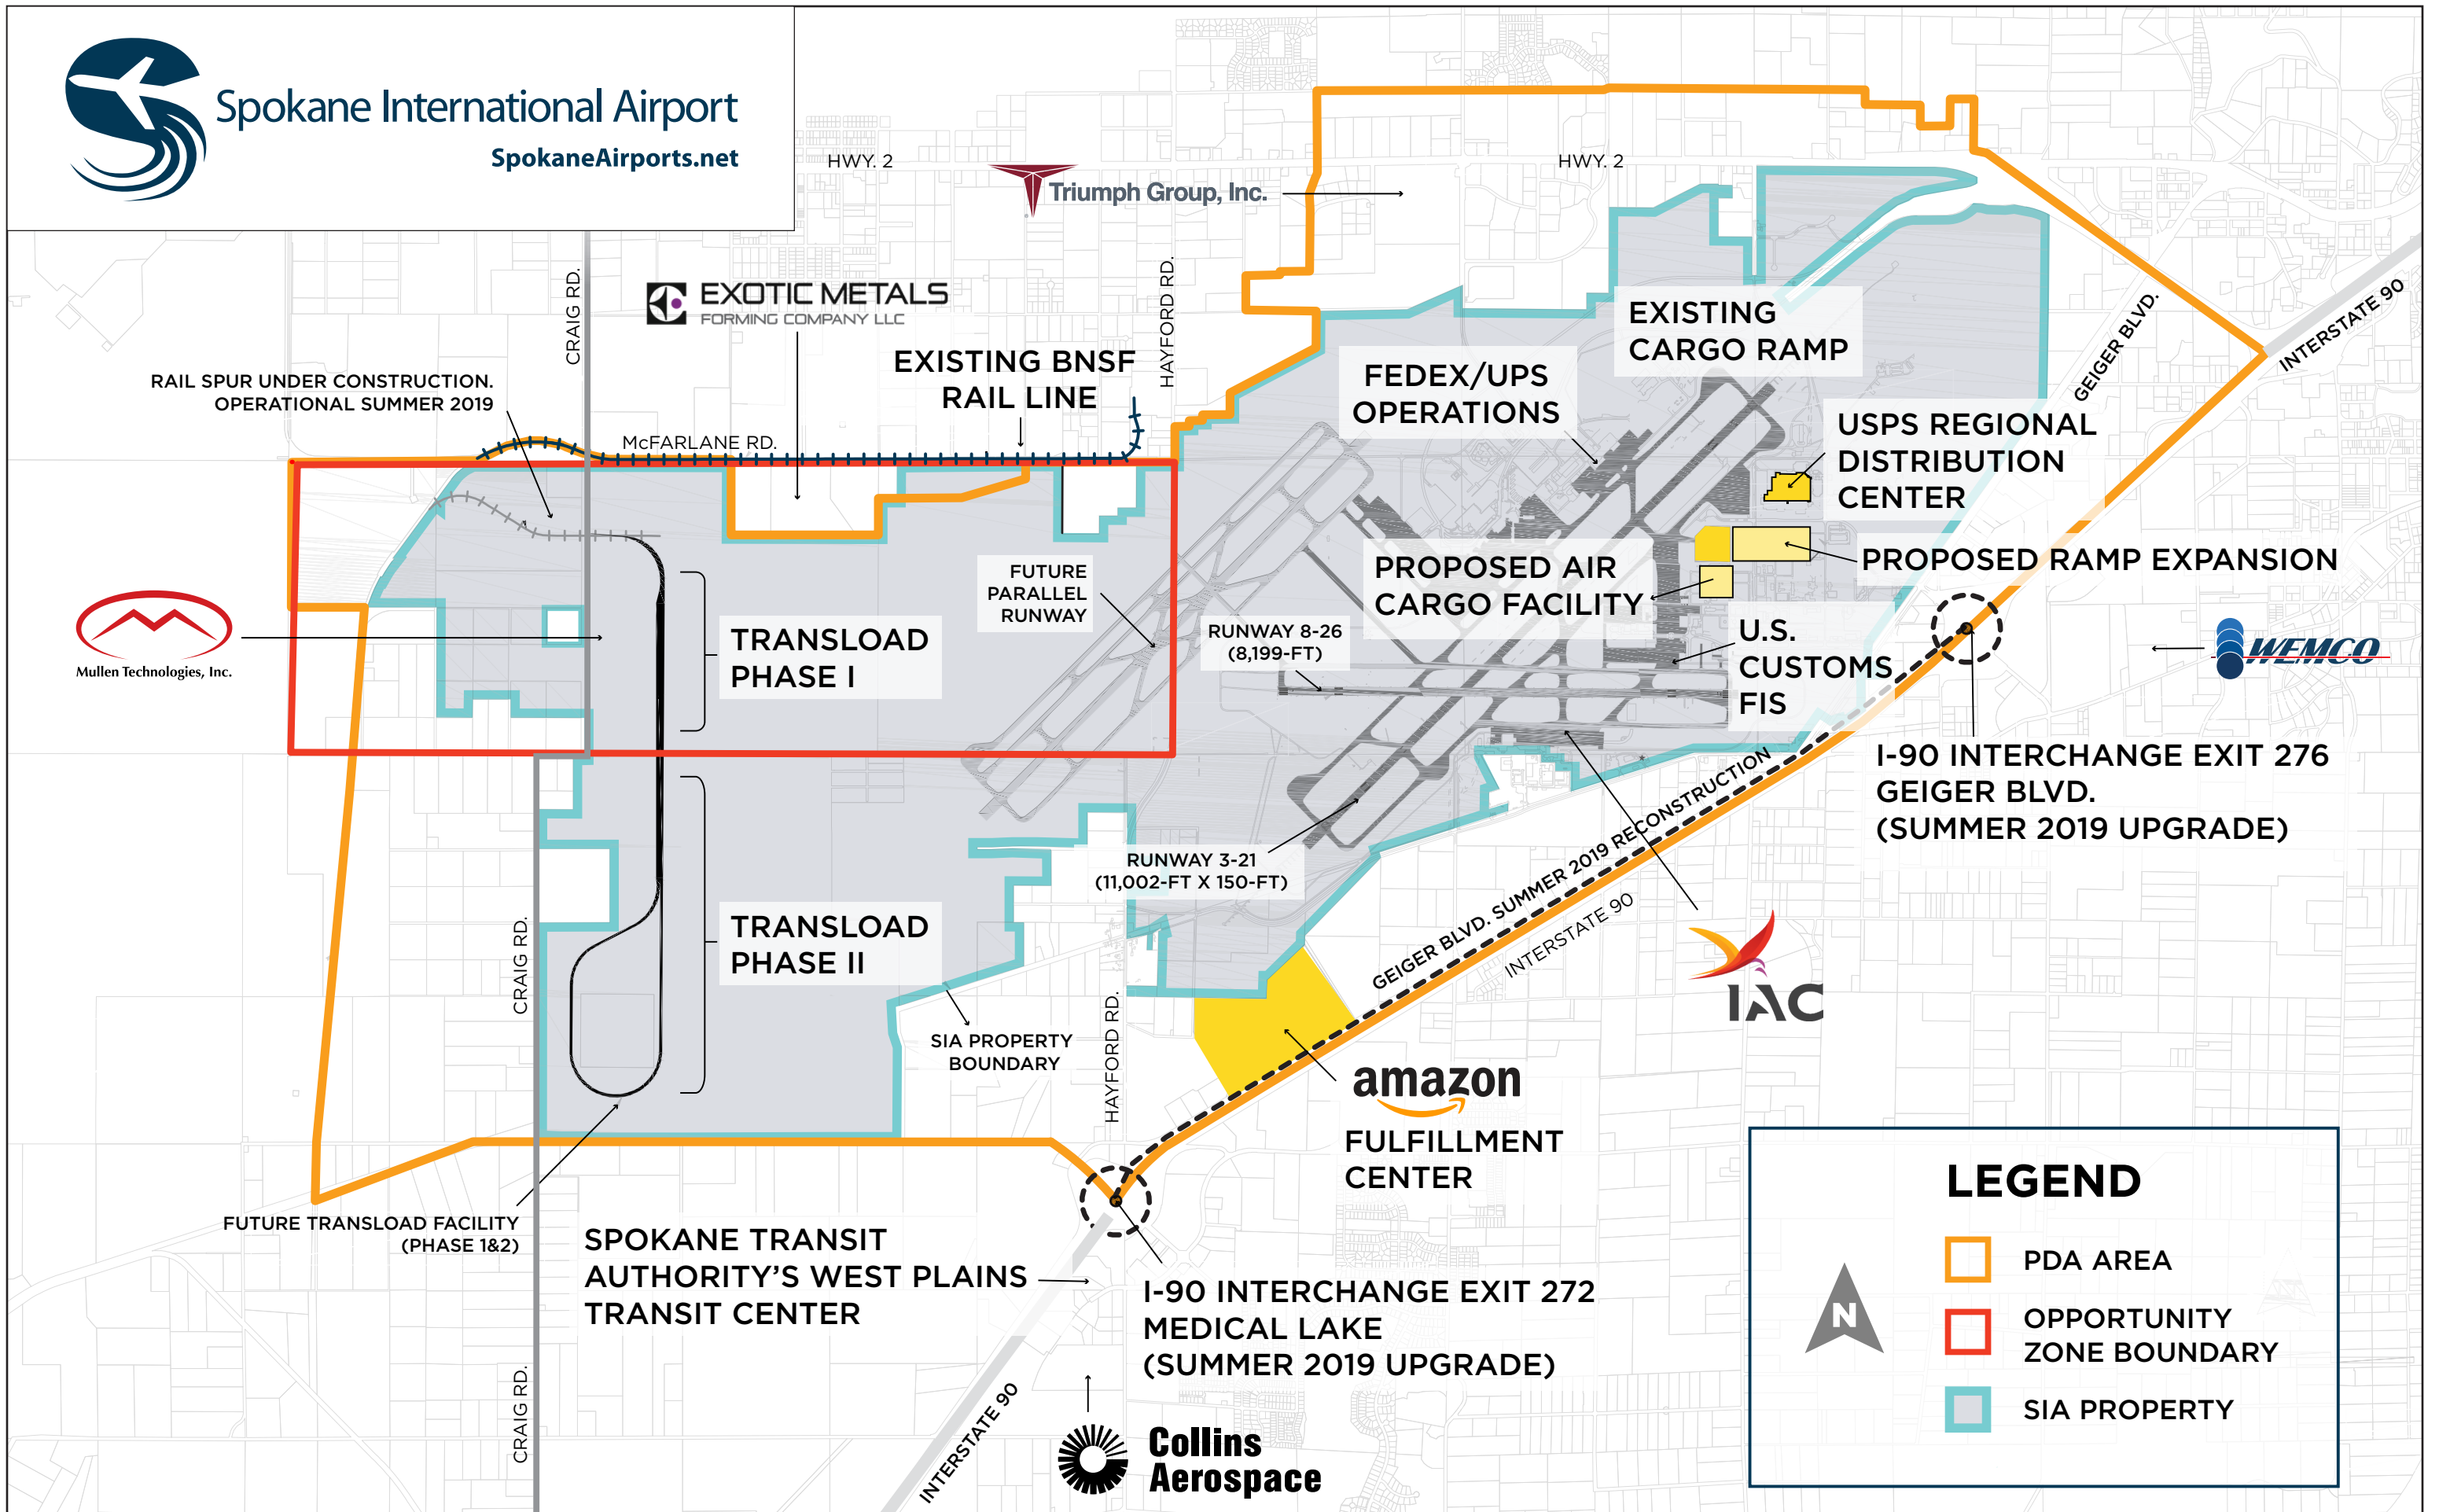 Spokane International Airport
SpokaneAirports.net
HWY. 2
HWY. 2
Triumph Group, Inc.
CRAIG RD.
EXOTIC METALS
FORMING COMPANY LLC
HAYFORD RD.
EXISTING BNSF
RAIL LINE
RAIL SPUR UNDER CONSTRUCTION.
OPERATIONAL SUMMER 2019
McFARLANE RD.
EXISTING
CARGO RAMP
FEDEX/UPS
OPERATIONS
GEIGER BLVD.
INTERSTATE 90
USPS REGIONAL
DISTRIBUTION
CENTER
PROPOSED RAMP EXPANSION
PROPOSED AIR
CARGO FACILITY
FUTURE
PARALLEL
RUNWAY
RUNWAY 8-26
(8,199-FT)
U.S.
CUSTOMS
FIS
WEMCO
Mullen Technologies, Inc.
TRANSLOAD
PHASE I
I-90 INTERCHANGE EXIT 276
GEIGER BLVD.
(SUMMER 2019 UPGRADE)
RUNWAY 3-21
(11,002-FT X 150-FT)
GEIGER BLVD. SUMMER 2019 RECONSTRUCTION
INTERSTATE 90
TRANSLOAD
PHASE II
CRAIG RD.
IAC
SIA PROPERTY
BOUNDARY
HAYFORD RD.
amazon
FULFILLMENT
CENTER
FUTURE TRANSLOAD FACILITY
(PHASE 1&2)
SPOKANE TRANSIT
AUTHORITY'S WEST PLAINS
TRANSIT CENTER
I-90 INTERCHANGE EXIT 272
MEDICAL LAKE
(SUMMER 2019 UPGRADE)
CRAIG RD.
INTERSTATE 90
Collins
Aerospace
LEGEND
N
PDA AREA
OPPORTUNITY
ZONE BOUNDARY
SIA PROPERTY